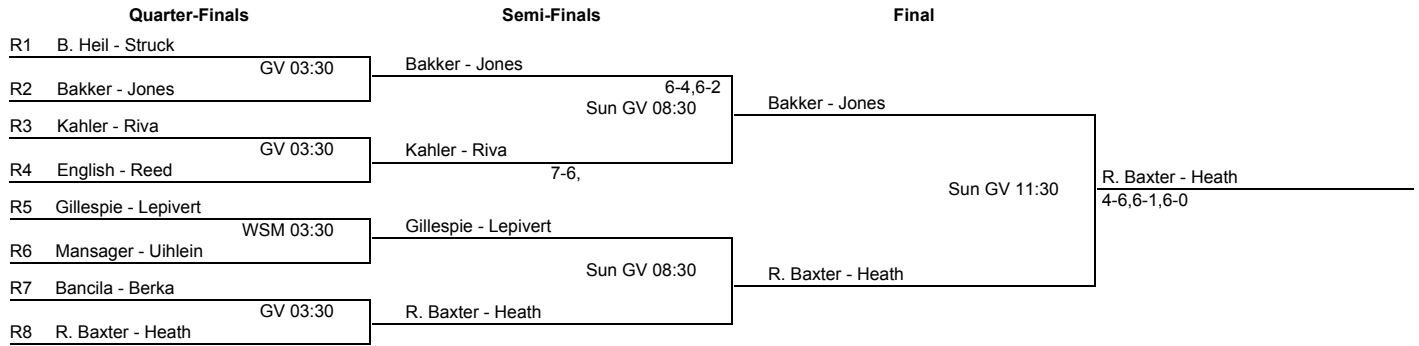 Quarter-Finals Semi-Finals Final
R1 B. Heil - Struck
GV 03:30
Bakker - Jones
R2 Bakker - Jones
6-4,6-2
Sun GV 08:30
Bakker - Jones
R3 Kahler - Riva
GV 03:30
Kahler - Riva
R4 English - Reed
7-6,
Sun GV 11:30
R. Baxter - Heath
4-6,6-1,6-0
R5 Gillespie - Lepivert
WSM 03:30
Gillespie - Lepivert
R6 Mansager - Uihlein
Sun GV 08:30
R. Baxter - Heath
R7 Bancila - Berka
GV 03:30
R. Baxter - Heath
R8 R. Baxter - Heath